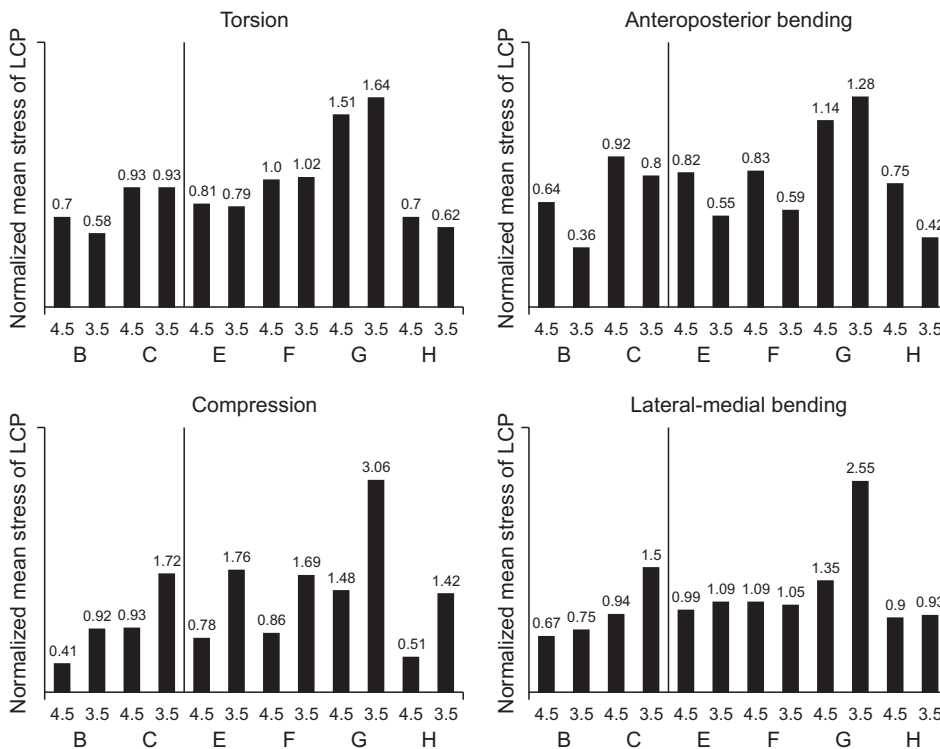 Torsion
Normalized mean stress of LCP
0.7 0.58 0.93 0.93 0.81 0.79 1.0 1.02 1.51 1.64 0.7 0.62
4.5 3.5 4.5 3.5 4.5 3.5 4.5 3.5 4.5 3.5 4.5 3.5
B C E F G H
Anteroposterior bending
Normalized mean stress of LCP
0.64 0.36 0.92 0.8 0.82 0.55 0.83 0.59 1.14 1.28 0.75 0.42
4.5 3.5 4.5 3.5 4.5 3.5 4.5 3.5 4.5 3.5 4.5 3.5
B C E F G H
Compression
Normalized mean stress of LCP
0.41 0.92 0.93 1.72 0.78 1.76 0.86 1.69 1.48 3.06 0.51 1.42
4.5 3.5 4.5 3.5 4.5 3.5 4.5 3.5 4.5 3.5 4.5 3.5
B C E F G H
Lateral-medial bending
Normalized mean stress of LCP
0.67 0.75 0.94 1.5 0.99 1.09 1.09 1.05 1.35 2.55 0.9 0.93
4.5 3.5 4.5 3.5 4.5 3.5 4.5 3.5 4.5 3.5 4.5 3.5
B C E F G H